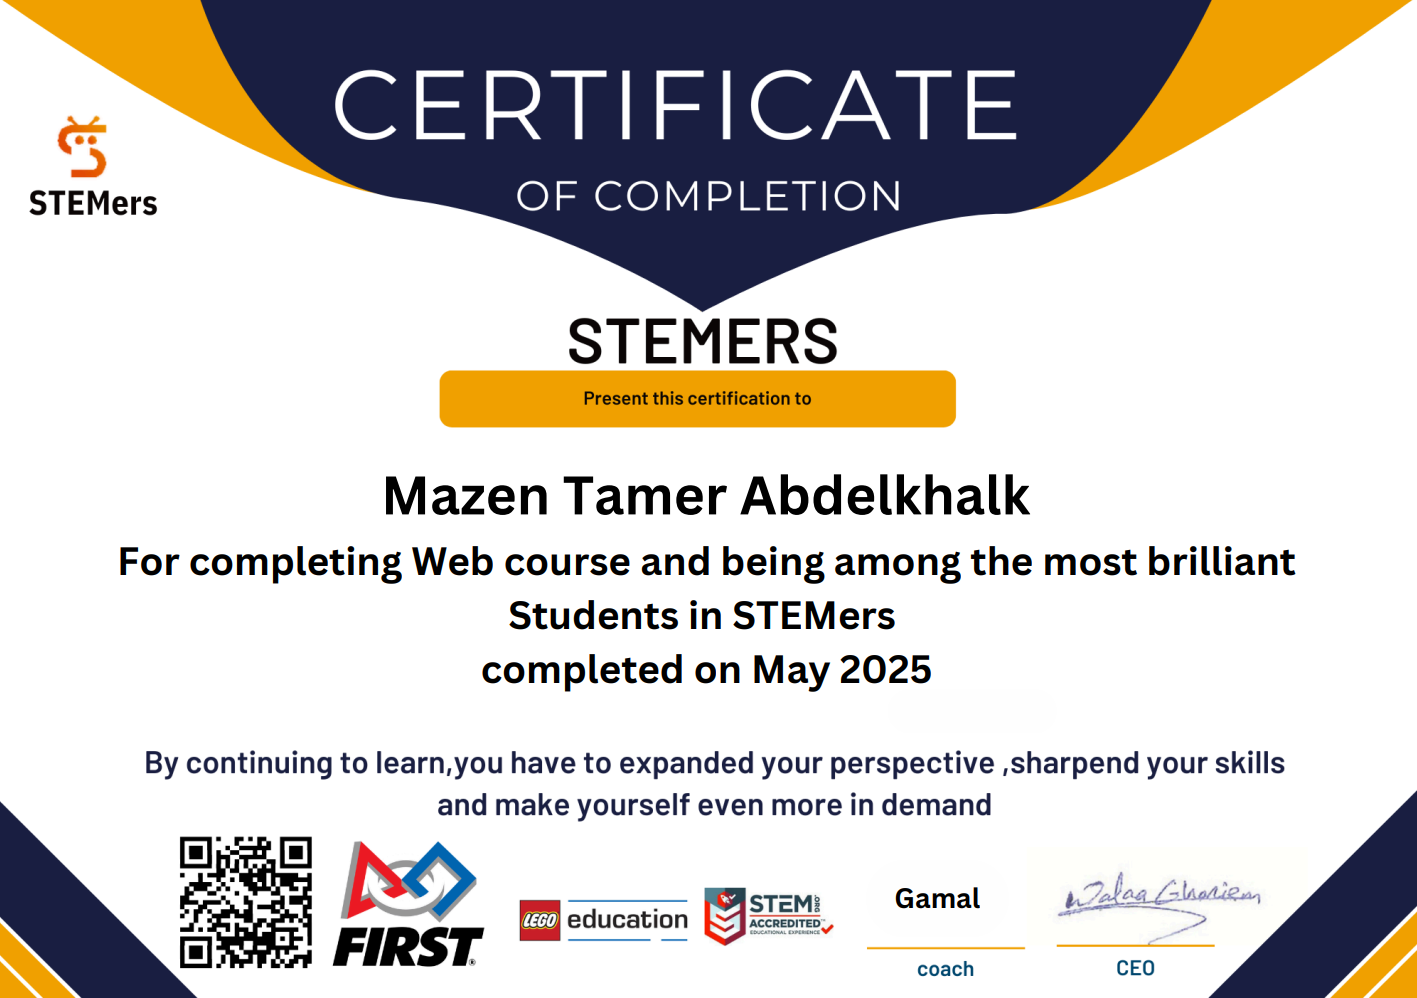 CERTIFICATE
OF COMPLETION
STEMers
STEMERS
Present this certification to
Mazen Tamer Abdelkhalk
For completing Web course and being among the most brilliant
Students in STEMers
completed on May 2025
By continuing to learn,you have to expanded your perspective ,sharpend your skills
and make yourself even more in demand
FIRST®
LEGO education
STEM.ORG
ACCREDITED™
EDUCATIONAL EXPERIENCE
Gamal
coach
Walaa Ghoniem
CEO